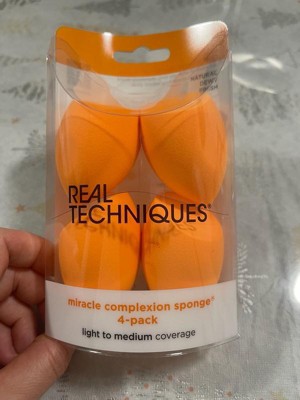 REAL
TECHNIQUES®
miracle complexion sponge®
4-pack
light to medium coverage